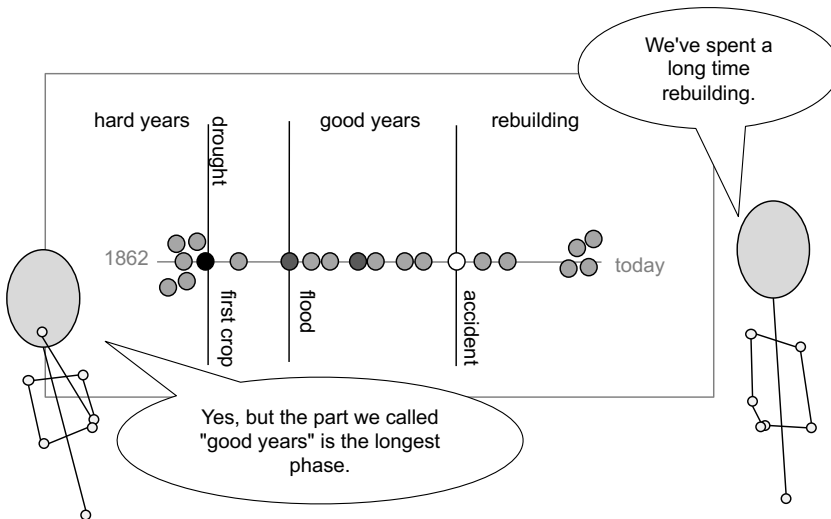 We've spent a
long time
rebuilding.
hard years
drought
good years
rebuilding
1862
today
first crop
flood
accident
Yes, but the part we called
"good years" is the longest
phase.